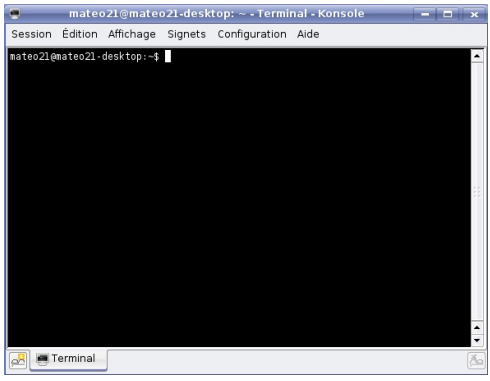 mateo21@mateo21-desktop: ~ - Terminal - Konsole
Session Édition Affichage Signets Configuration Aide
mateo21@mateo21-desktop:~$
Terminal